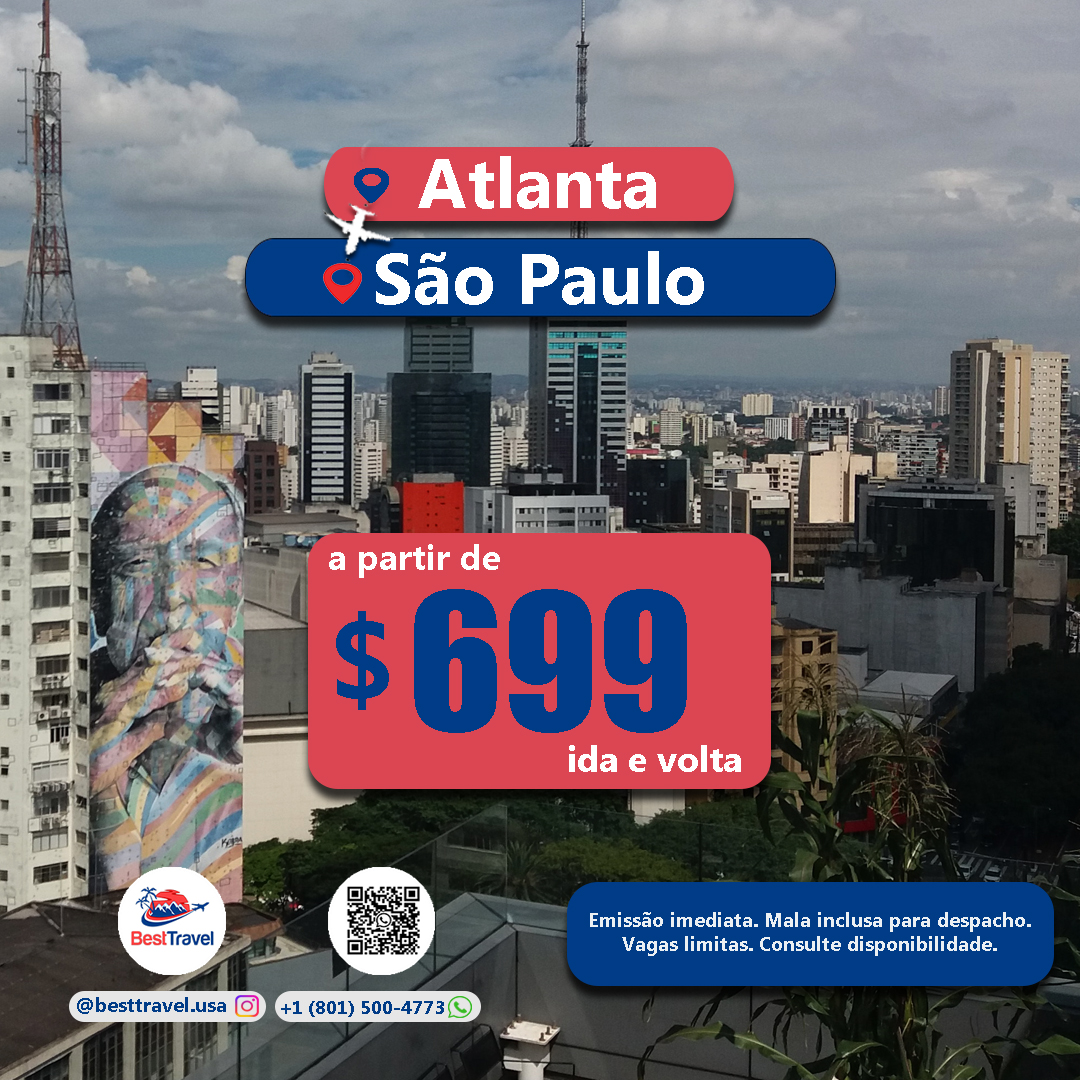 Atlanta
São Paulo
a partir de
$ 699
ida e volta
BestTravel
@besttravel.usa
+1 (801) 500-4773
Emissão imediata. Mala inclusa para despacho.
Vagas limitas. Consulte disponibilidade.